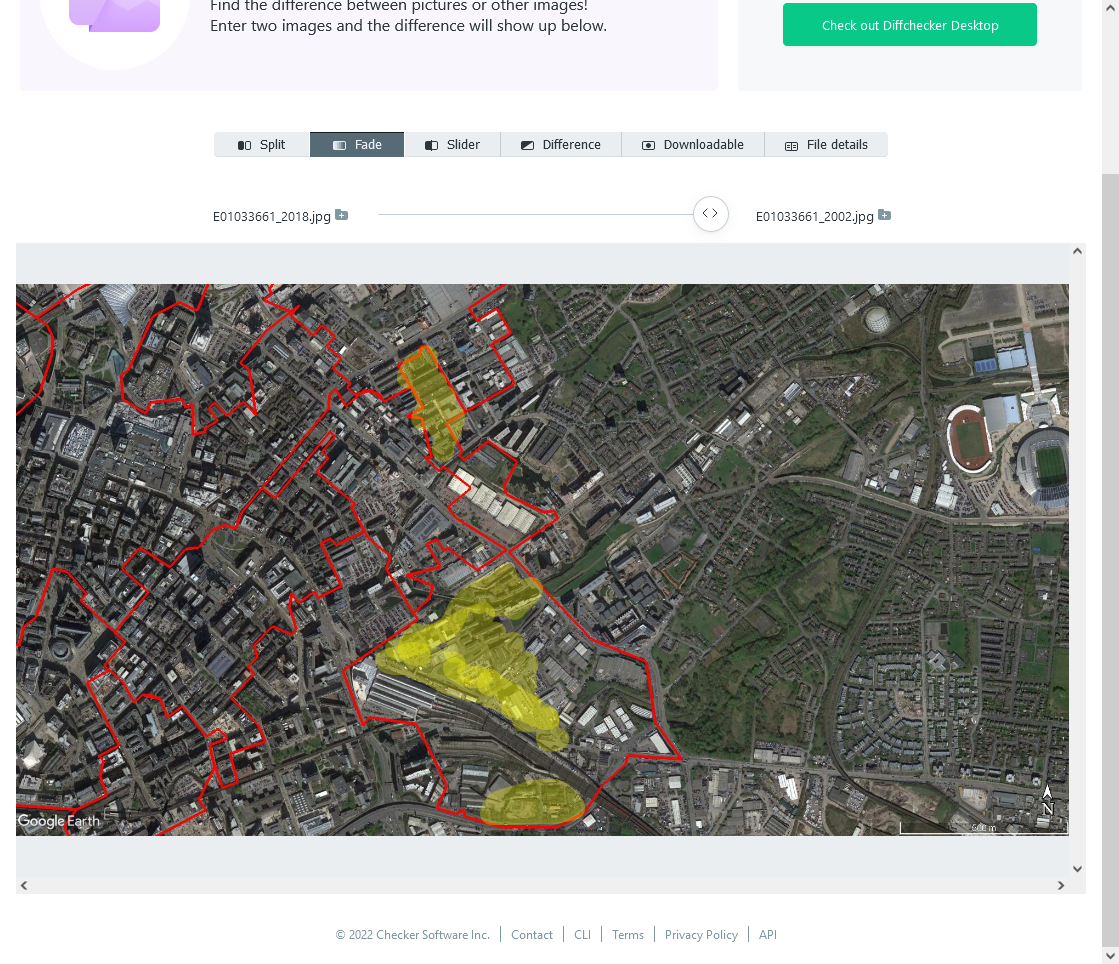 Find the difference between pictures or other images!
Enter two images and the difference will show up below.
Check out Diffchecker Desktop
Split
Fade
Slider
Difference
Downloadable
File details
E01033661_2018.jpg
E01033661_2002.jpg
Google Earth
N
600 m
© 2022 Checker Software Inc.
Contact
CLI
Terms
Privacy Policy
API